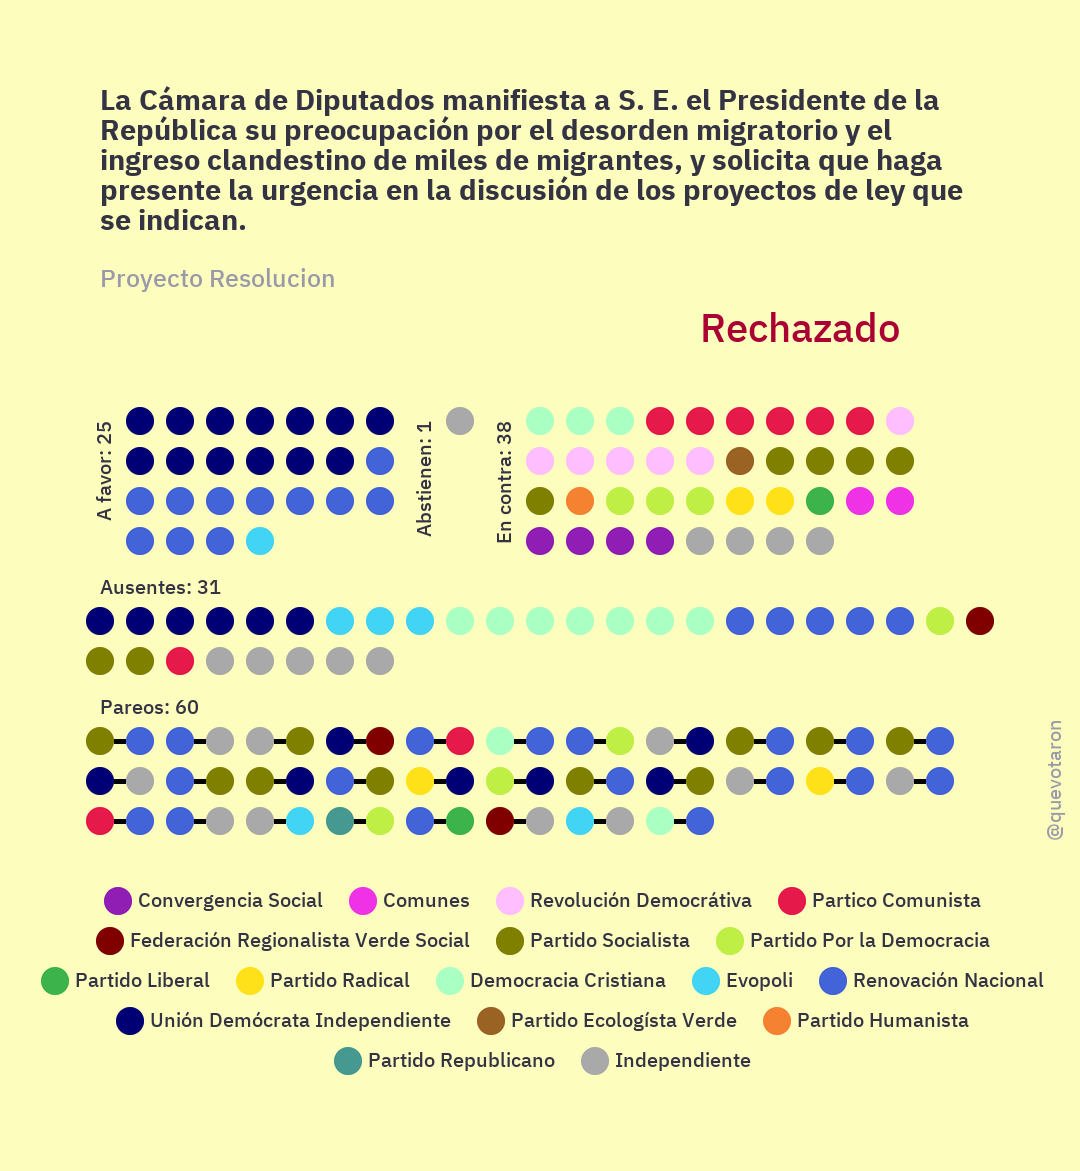 La Cámara de Diputados manifiesta a S. E. el Presidente de la
República su preocupación por el desorden migratorio y el
ingreso clandestino de miles de migrantes, y solicita que haga
presente la urgencia en la discusión de los proyectos de ley que
se indican.
Proyecto Resolucion
Rechazado
A favor: 25
Abstienen: 1
En contra: 38
Ausentes: 31
Pareos: 60
@quevotaron
Convergencia Social Comunes Revolución Democrátiva Partico Comunista
Federación Regionalista Verde Social Partido Socialista Partido Por la Democracia
Partido Liberal Partido Radical Democracia Cristiana Evopoli Renovación Nacional
Unión Demócrata Independiente Partido Ecologísta Verde Partido Humanista
Partido Republicano Independiente